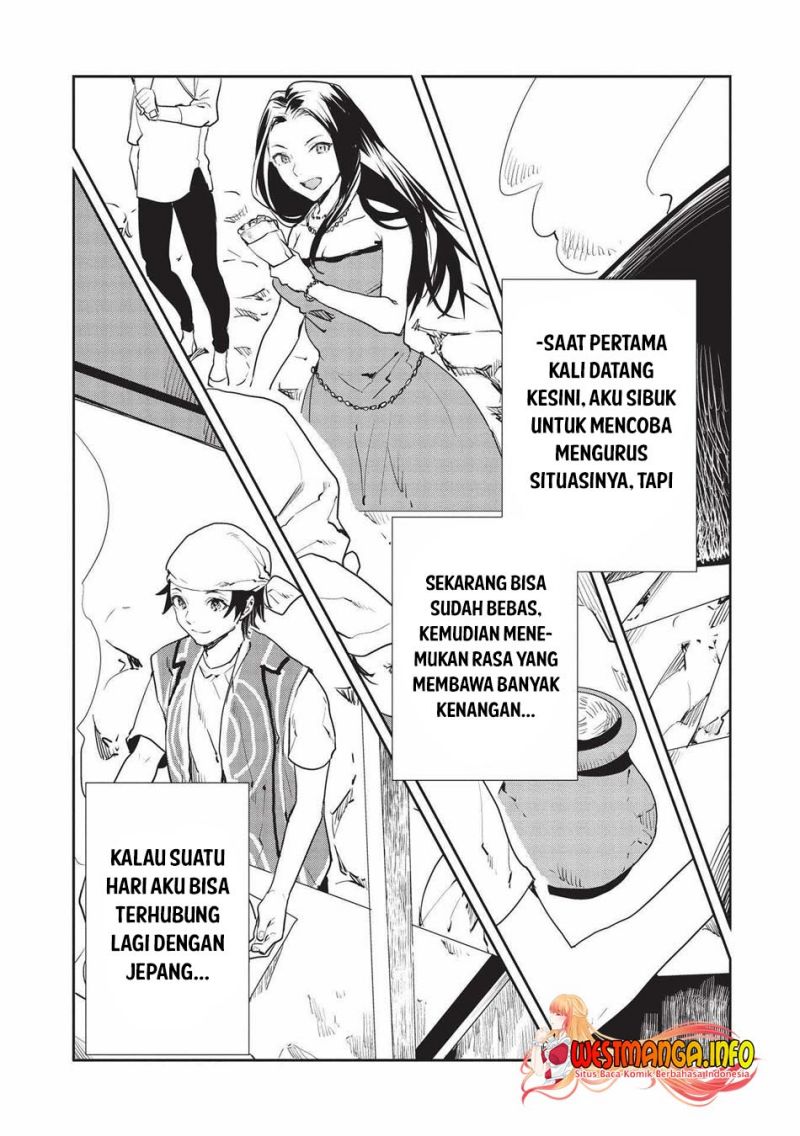 -SAAT PERTAMA
KALI DATANG
KESINI, AKU SIBUK
UNTUK MENCOBA
MENGURUS
SITUASINYA, TAPI
SEKARANG BISA
SUDAH BEBAS,
KEMUDIAN MENE-
MUKAN RASA YANG
MEMBAWA BANYAK
KENANGAN...
KALAU SUATU
HARI AKU BISA
TERHUBUNG
LAGI DENGAN
JEPANG...
WESTMANGA.INFO
Situs Baca Komik Berbahasa Indonesia